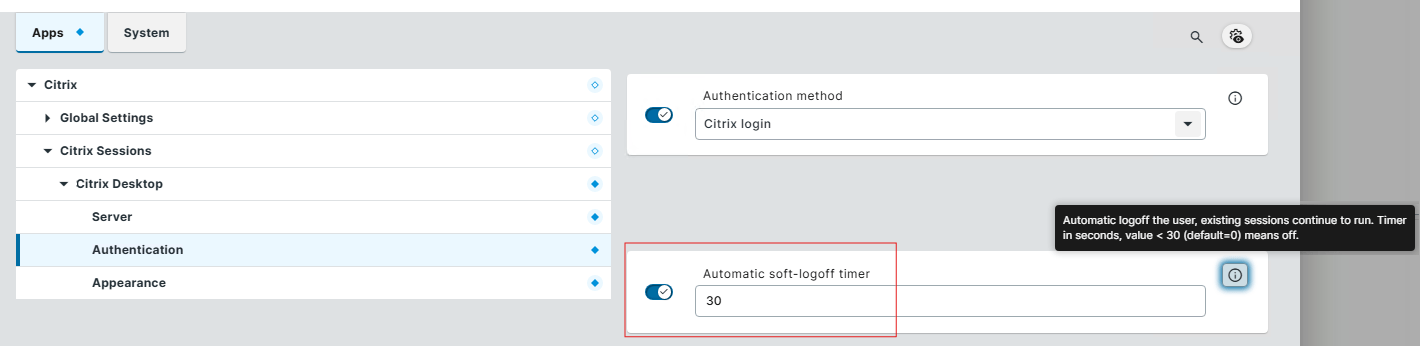 Apps
System
Citrix
Global Settings
Citrix Sessions
Citrix Desktop
Server
Authentication
Appearance
Authentication method
Citrix login
Automatic logoff the user, existing sessions continue to run. Timer
in seconds, value < 30 (default=0) means off.
Automatic soft-logoff timer
30